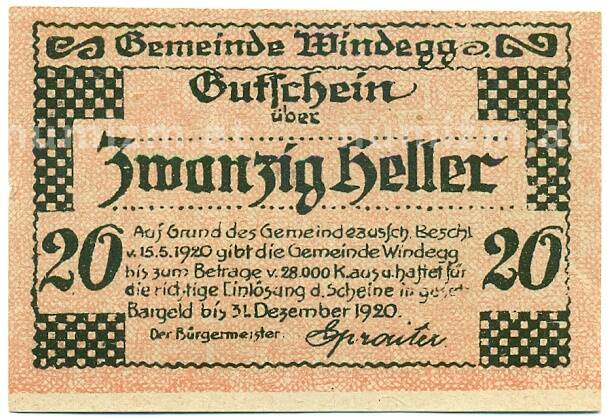 Gemeinde Windegg
Gutschein
über
Zwanzig Heller
20
20
Auf Grund des Gemeindeaussch. Beschl.
v. 15.5.1920 gibt die Gemeinde Windegg
bis zum Betrage v. 28.000 K. aus u. haftet für
die richtige Einlösung d. Scheine in
Bargeld bis 31. Dezember 1920.
Der Bürgermeister.